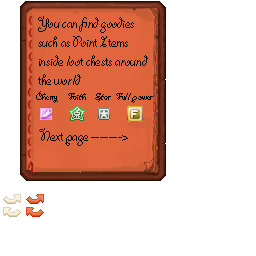 You can find goodies
such as Point Items
inside loot chests around
the world
Cherry Faith Star Full power
F
Next page ---->